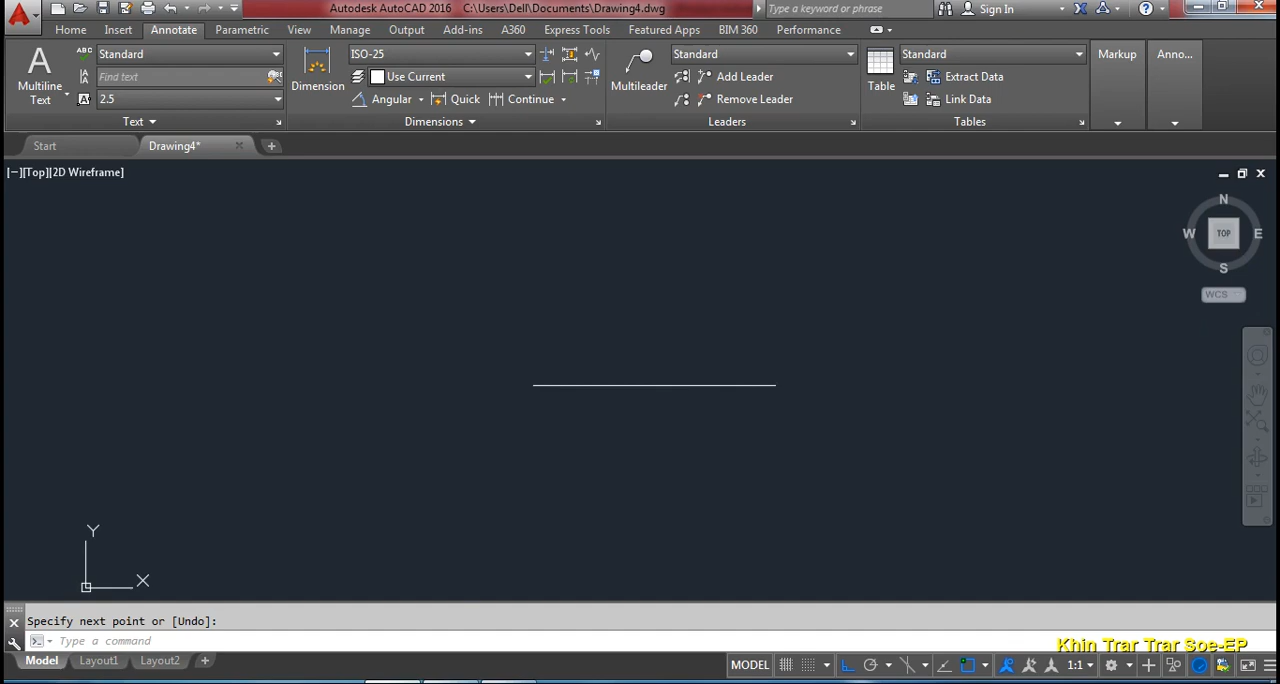 Autodesk AutoCAD 2016 C:\Users\Dell\Documents\Drawing4.dwg Type a keyword or phrase Sign In
Home Insert Annotate Parametric View Manage Output Add-ins A360 Express Tools Featured Apps BIM 360 Performance
A ABC Standard ISO-25 Standard Standard Markup Anno...
Multiline Text Find text Dimension Use Current Multileader Add Leader Table Extract Data
2.5 Angular Quick Continue Remove Leader Link Data
Text Dimensions Leaders Tables
Start Drawing4* +
[−][Top][2D Wireframe]
N
W TOP E
S
WCS
Y
X
Specify next point or [Undo]:
Type a command
Khin Trar Trar Soe-EP
Model Layout1 Layout2 + MODEL 1:1